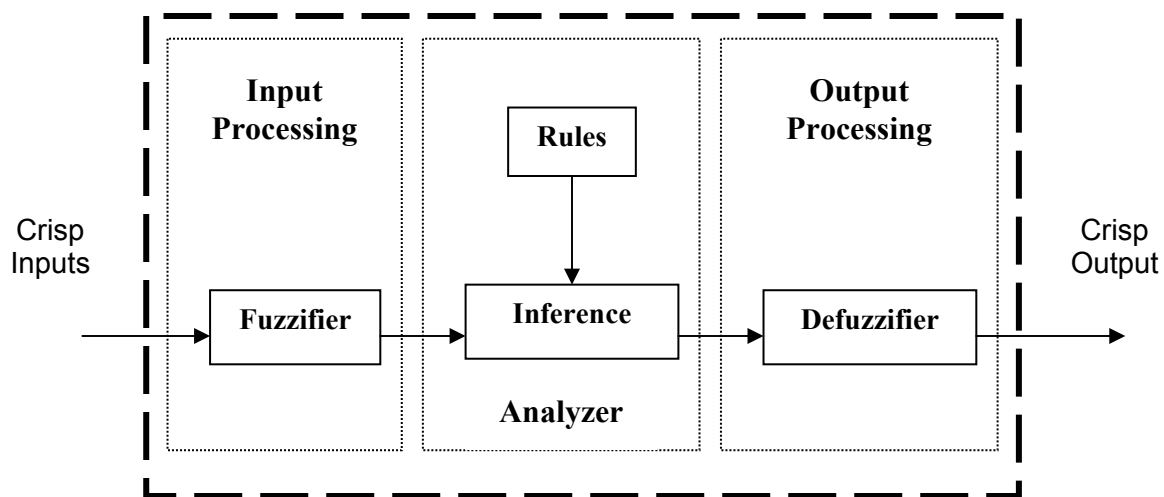 Input
Processing
Output
Processing
Rules
Crisp
Inputs
Crisp
Output
Fuzzifier
Inference
Defuzzifier
Analyzer